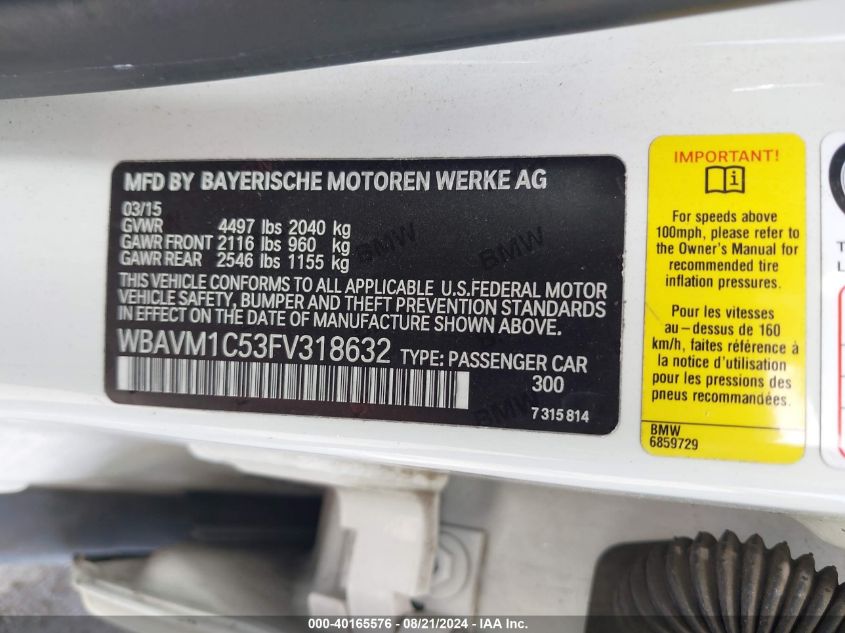 MFD BY BAYERISCHE MOTOREN WERKE AG
03/15
GVWR 4497 lbs 2040 kg
GAWR FRONT 2116 lbs 960 kg
GAWR REAR 2546 lbs 1155 kg
THIS VEHICLE CONFORMS TO ALL APPLICABLE U.S.FEDERAL MOTOR
VEHICLE SAFETY, BUMPER AND THEFT PREVENTION STANDARDS
IN EFFECT ON THE DATE OF MANUFACTURE SHOWN ABOVE.
WBAVM1C53FV318632 TYPE: PASSENGER CAR
300
7 315 814
BMW
BMW
BMW
IMPORTANT!
For speeds above
100mph, please refer to
the Owner's Manual for
recommended tire
inflation pressures.
Pour les vitesses
au-dessus de 160
km/h, faites référence
à la notice d'utilisation
pour les pressions des
pneus recommandées.
BMW
6859729
000-40165576 - 08/21/2024 - IAA Inc.